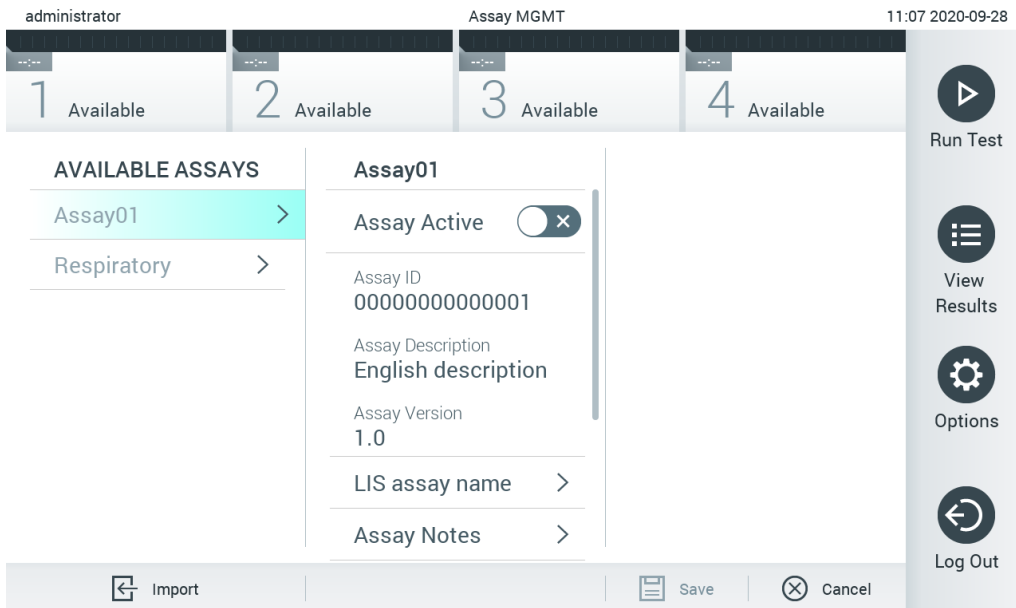 administrator
Assay MGMT
11:07 2020-09-28
--:--
--:--
--:--
--:--
1 Available
2 Available
3 Available
4 Available
Run Test
View
Results
Options
Log Out
AVAILABLE ASSAYS
Assay01
Respiratory
Assay01
Assay Active
Assay ID
00000000000001
Assay Description
English description
Assay Version
1.0
LIS assay name
Assay Notes
Import
Save
Cancel